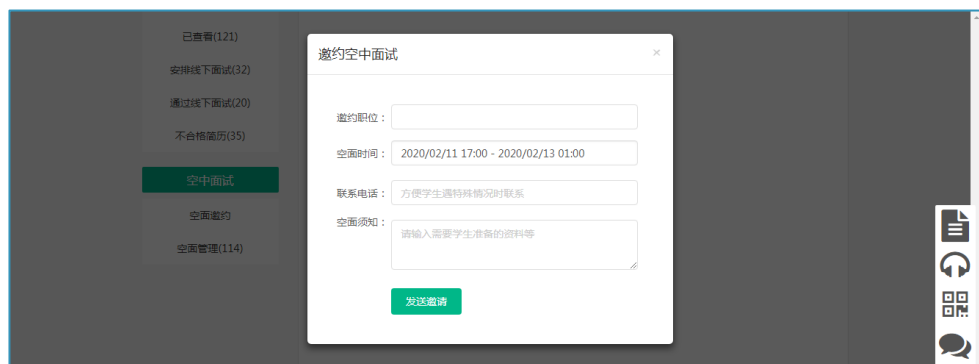 已查看(121)
安排线下面试(32)
通过线下面试(20)
不合格简历(35)
空中面试
空面邀约
空面管理(114)
邀约空中面试
×
邀约职位：
空面时间： 2020/02/11 17:00 - 2020/02/13 01:00
联系电话： 方便学生遇特殊情况时联系
空面须知： 请输入需要学生准备的资料等
发送邀请